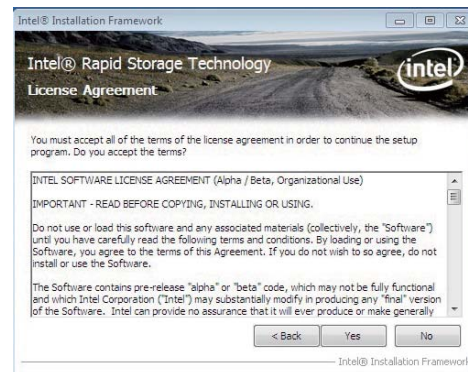 Intel® Installation Framework
Intel® Rapid Storage Technology
License Agreement
intel
You must accept all of the terms of the license agreement in order to continue the setup
program. Do you accept the terms?
INTEL SOFTWARE LICENSE AGREEMENT (Alpha / Beta, Organizational Use)
IMPORTANT - READ BEFORE COPYING, INSTALLING OR USING.
Do not use or load this software and any associated materials (collectively, the "Software")
until you have carefully read the following terms and conditions. By loading or using the
Software, you agree to the terms of this Agreement. If you do not wish to so agree, do not
install or use the Software.
The Software contains pre-release "alpha" or "beta" code, which may not be fully functional
and which Intel Corporation ("Intel") may substantially modify in producing any "final" version
of the Software. Intel can provide no assurance that it will ever produce or make generally
< Back Yes No
Intel® Installation Framework